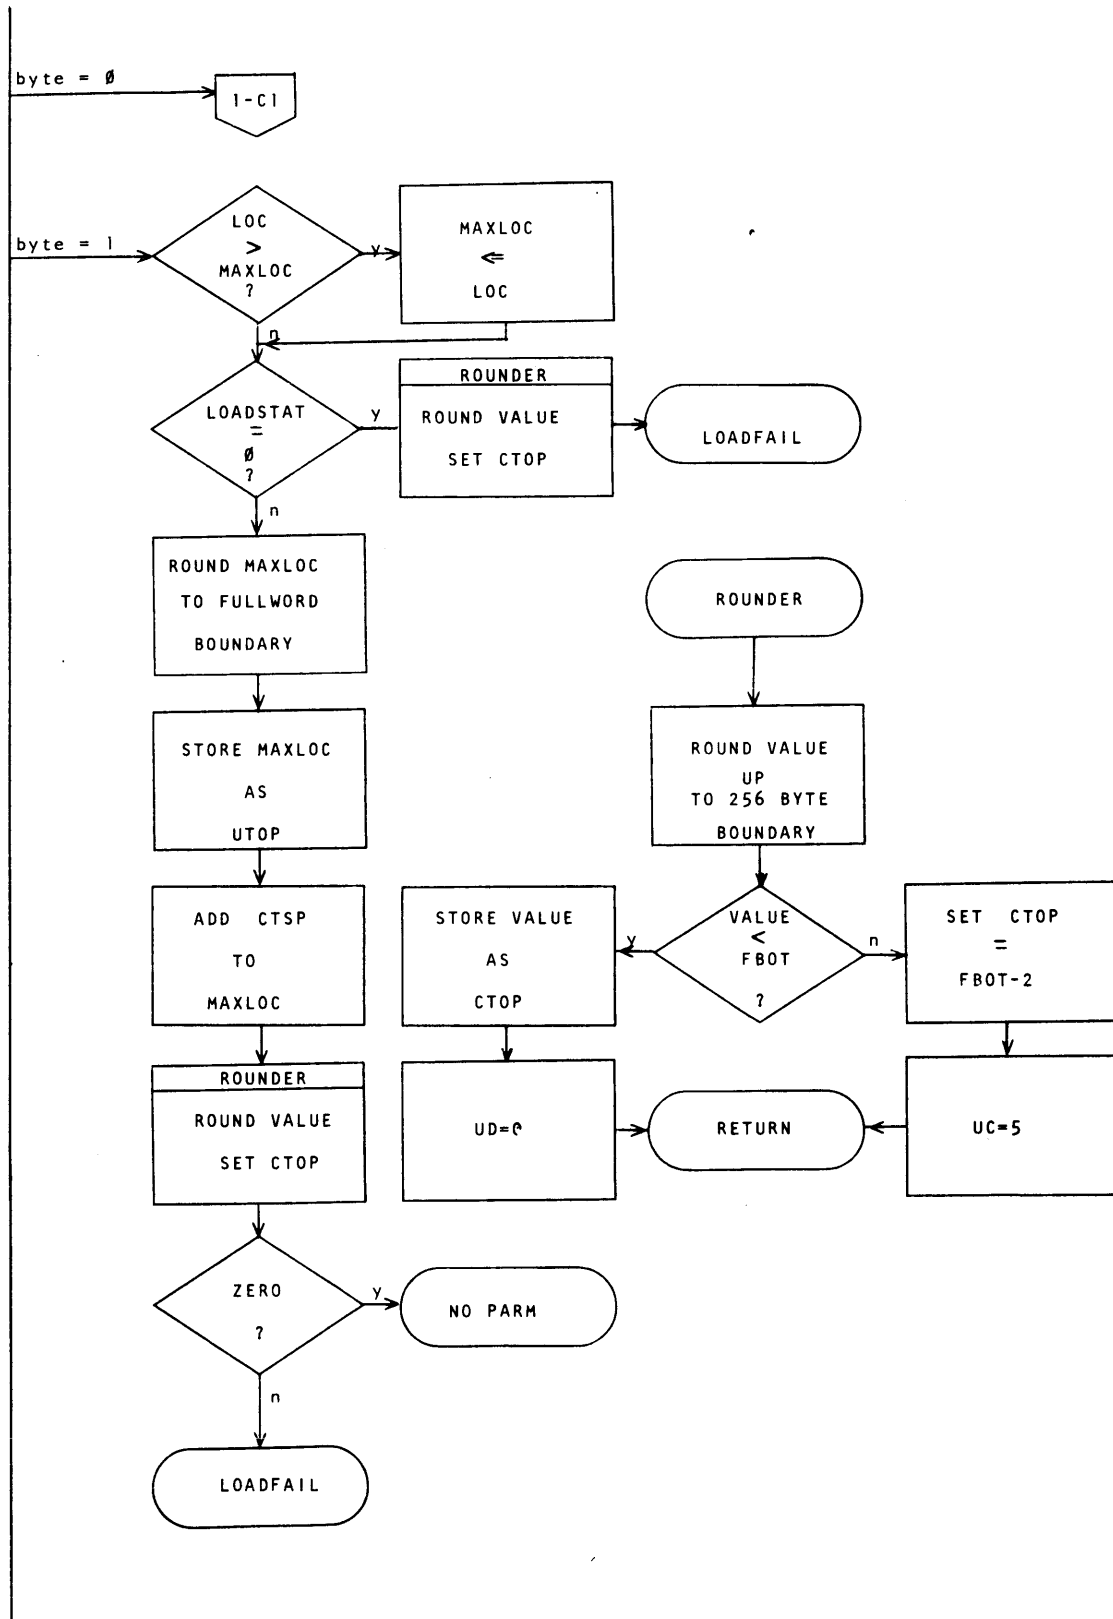 byte = Ø
1-C1
byte = 1
LOC
>
MAXLOC
?
y
MAXLOC
⇐
LOC
n
LOADSTAT
=
Ø
?
y
ROUNDER
ROUND VALUE
SET CTOP
LOADFAIL
n
ROUND MAXLOC
TO FULLWORD
BOUNDARY
STORE MAXLOC
AS
UTOP
ADD CTSP
TO
MAXLOC
ROUNDER
ROUND VALUE
SET CTOP
ZERO
?
y
NO PARM
n
LOADFAIL
ROUNDER
ROUND VALUE
UP
TO 256 BYTE
BOUNDARY
VALUE
<
FBOT
?
y
STORE VALUE
AS
CTOP
n
SET CTOP
=
FBOT-2
RETURN
UC=5